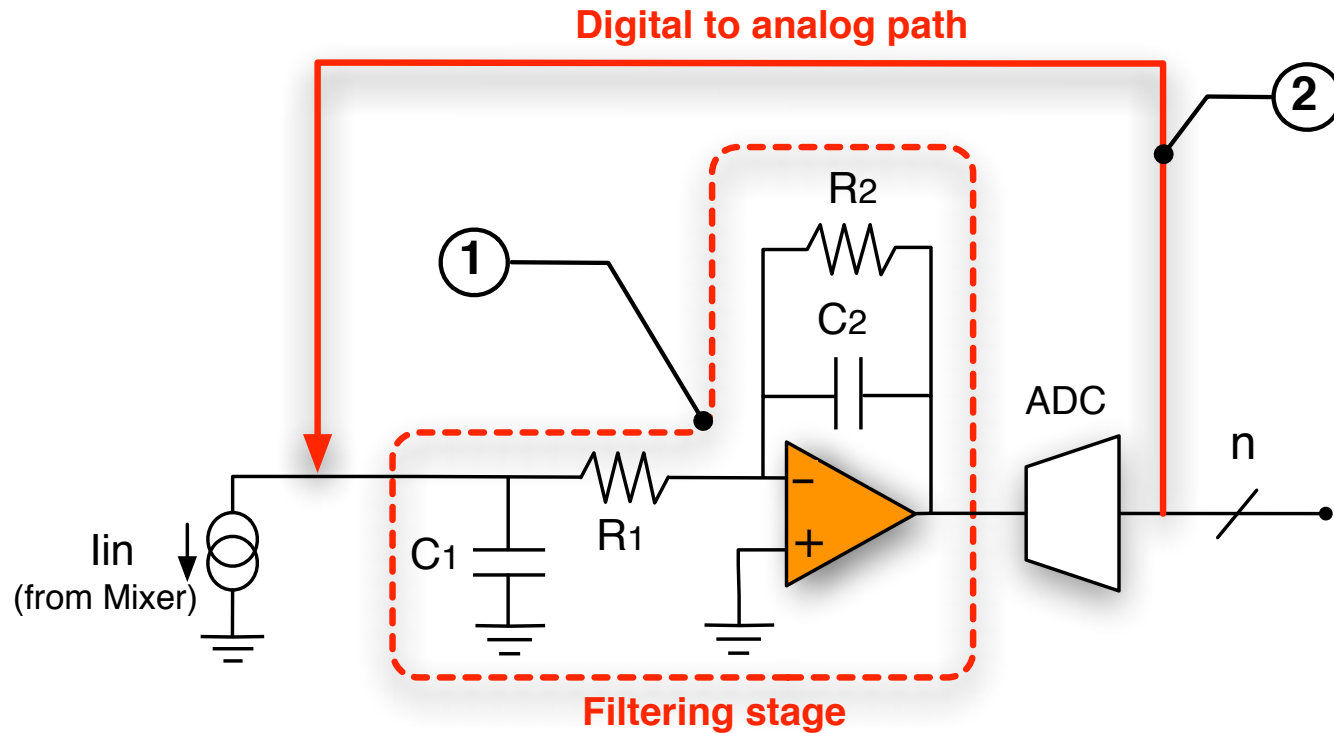 Digital to analog path
2
R2
1
C2
ADC
n
R1
Iin
(from Mixer)
C1
−
+
Filtering stage